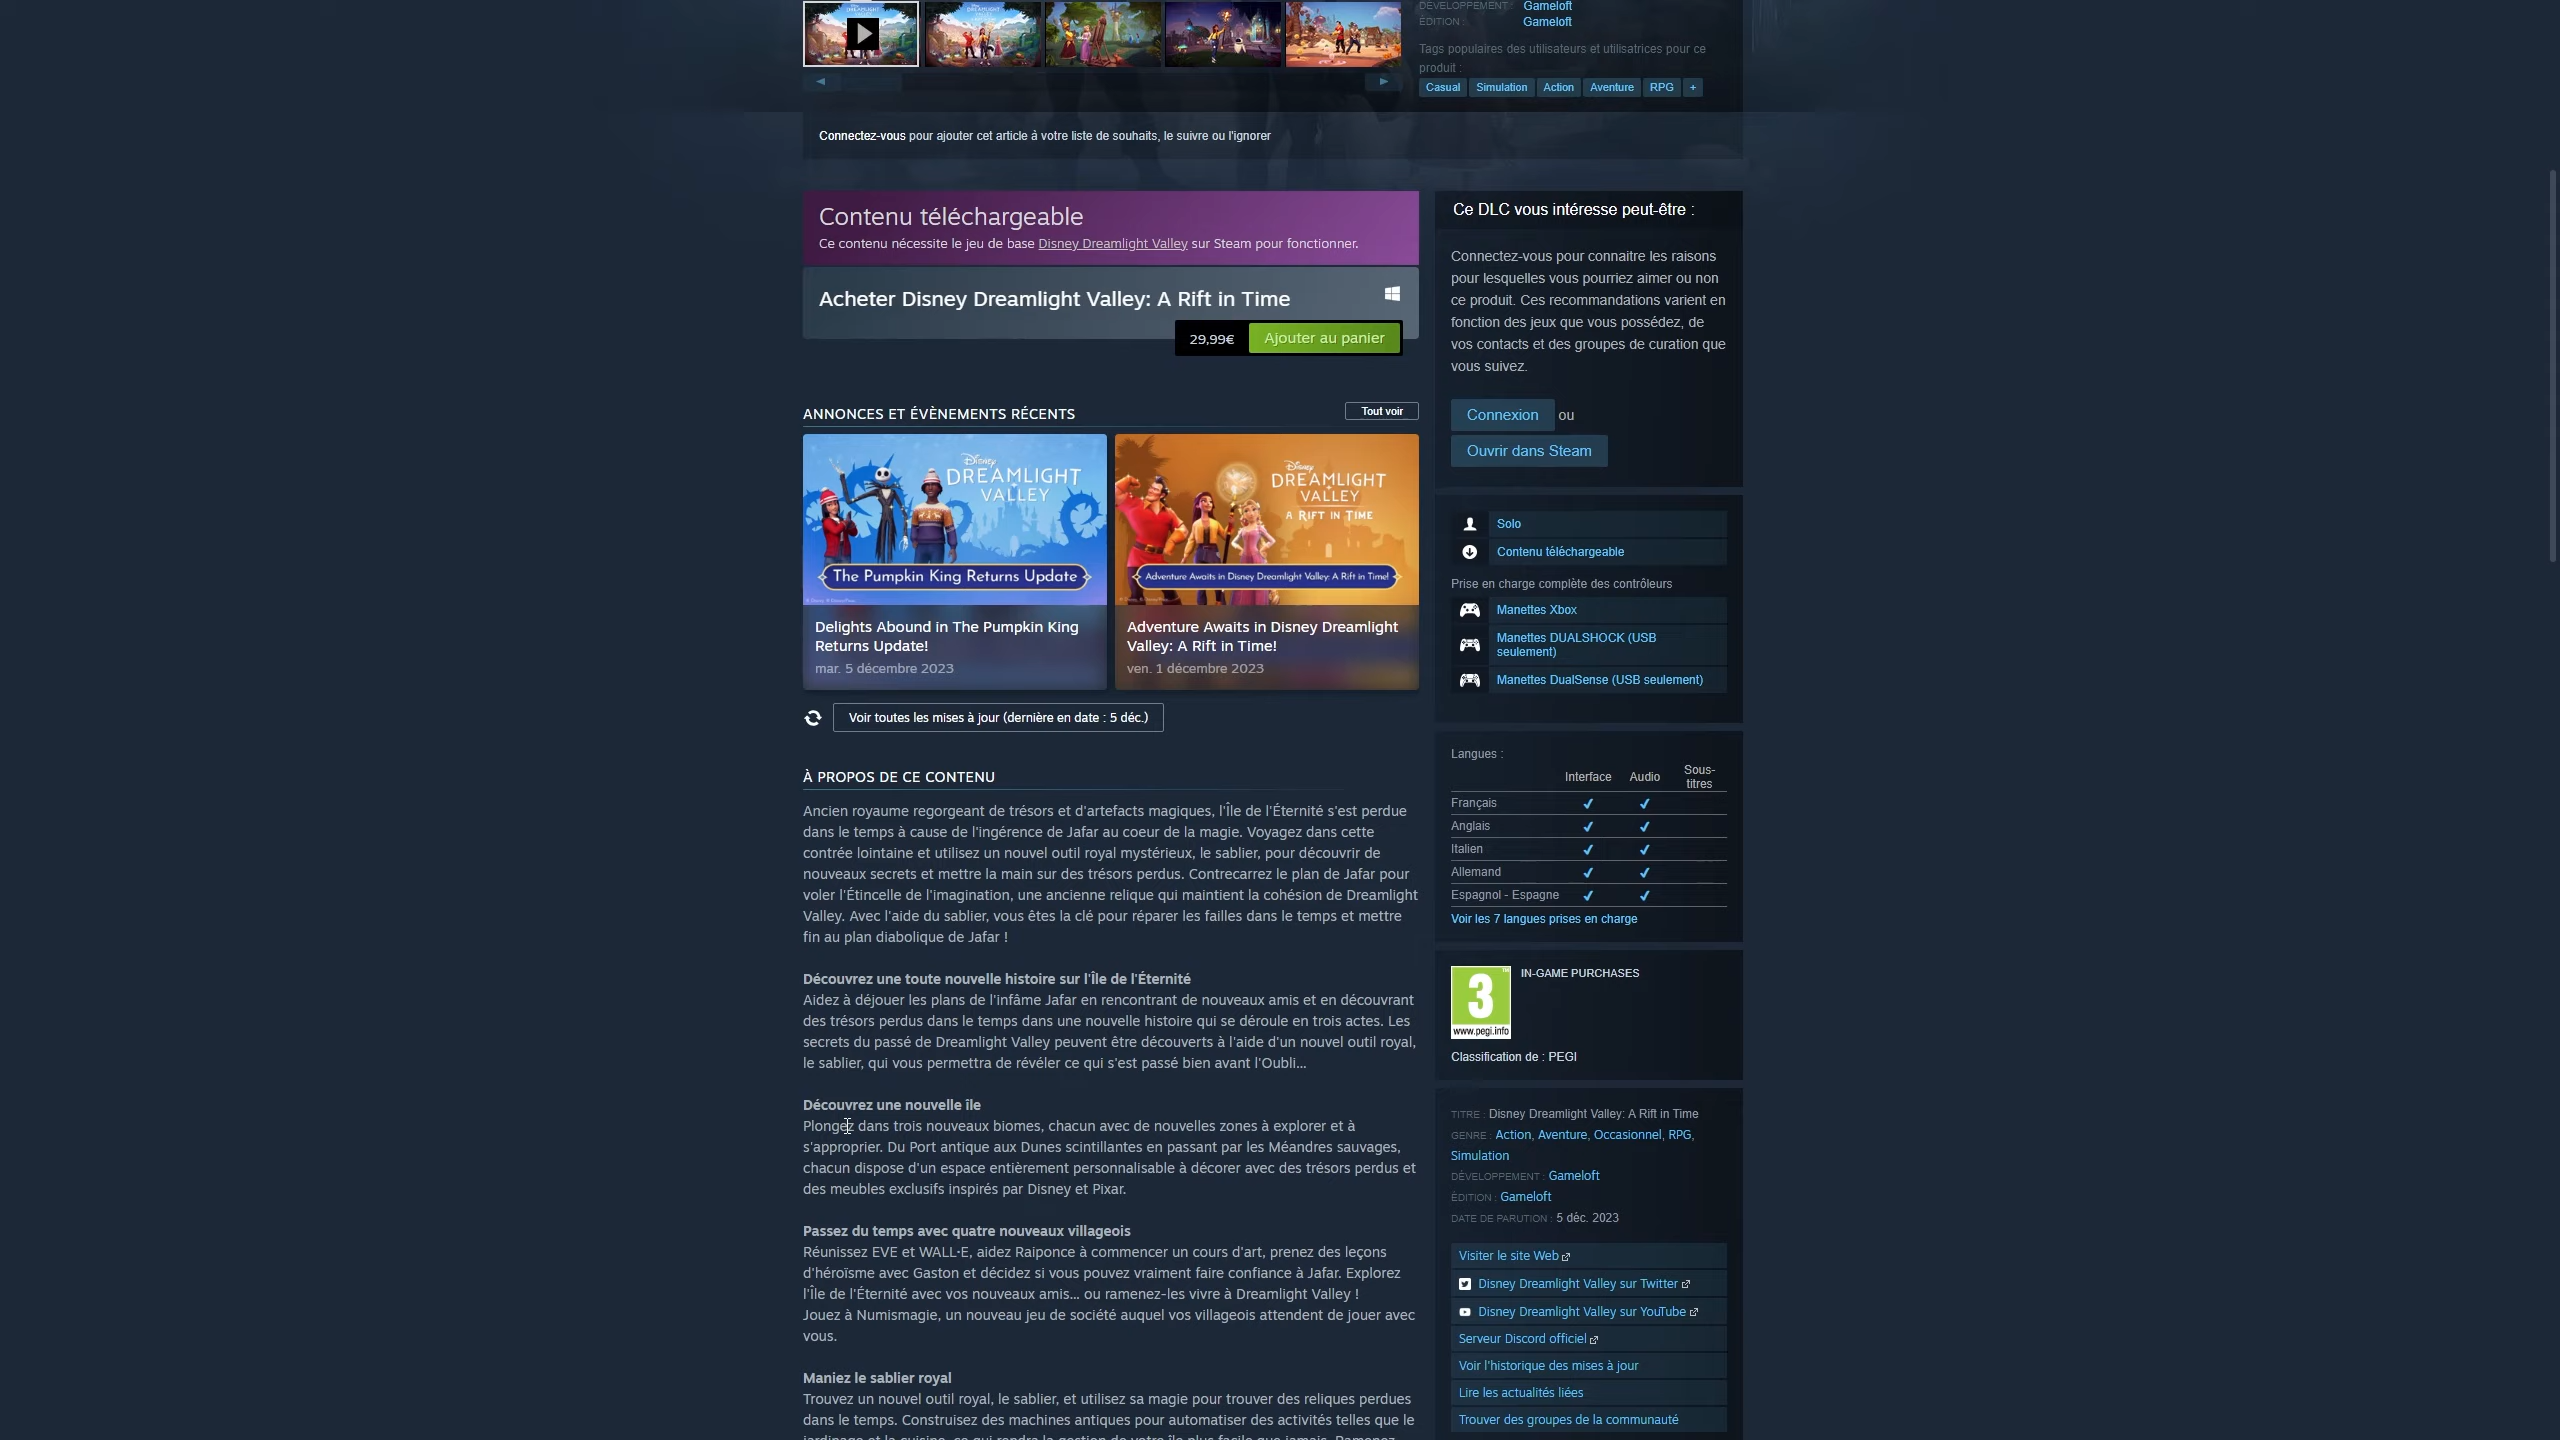 DÉVELOPPEMENT : Gameloft
ÉDITION : Gameloft
Tags populaires des utilisateurs et utilisatrices pour ce
produit :
Casual Simulation Action Aventure RPG +
Connectez-vous pour ajouter cet article à votre liste de souhaits, le suivre ou l'ignorer
Contenu téléchargeable
Ce contenu nécessite le jeu de base Disney Dreamlight Valley sur Steam pour fonctionner.
Acheter Disney Dreamlight Valley: A Rift in Time
29,99€ Ajouter au panier
ANNONCES ET ÉVÈNEMENTS RÉCENTS
Tout voir
Disney
DREAMLIGHT
VALLEY
The Pumpkin King Returns Update
Delights Abound in The Pumpkin King
Returns Update!
mar. 5 décembre 2023
Disney
DREAMLIGHT
VALLEY
A RIFT IN TIME
Adventure Awaits in Disney Dreamlight Valley: A Rift in Time!
Adventure Awaits in Disney Dreamlight
Valley: A Rift in Time!
ven. 1 décembre 2023
Voir toutes les mises à jour (dernière en date : 5 déc.)
À PROPOS DE CE CONTENU
Ancien royaume regorgeant de trésors et d'artefacts magiques, l'Île de l'Éternité s'est perdue
dans le temps à cause de l'ingérence de Jafar au coeur de la magie. Voyagez dans cette
contrée lointaine et utilisez un nouvel outil royal mystérieux, le sablier, pour découvrir de
nouveaux secrets et mettre la main sur des trésors perdus. Contrecarrez le plan de Jafar pour
voler l'Étincelle de l'imagination, une ancienne relique qui maintient la cohésion de Dreamlight
Valley. Avec l'aide du sablier, vous êtes la clé pour réparer les failles dans le temps et mettre
fin au plan diabolique de Jafar !
Découvrez une toute nouvelle histoire sur l'Île de l'Éternité
Aidez à déjouer les plans de l'infâme Jafar en rencontrant de nouveaux amis et en découvrant
des trésors perdus dans le temps dans une nouvelle histoire qui se déroule en trois actes. Les
secrets du passé de Dreamlight Valley peuvent être découverts à l'aide d'un nouvel outil royal,
le sablier, qui vous permettra de révéler ce qui s'est passé bien avant l'Oubli...
Découvrez une nouvelle île
Plongez dans trois nouveaux biomes, chacun avec de nouvelles zones à explorer et à
s'approprier. Du Port antique aux Dunes scintillantes en passant par les Méandres sauvages,
chacun dispose d'un espace entièrement personnalisable à décorer avec des trésors perdus et
des meubles exclusifs inspirés par Disney et Pixar.
Passez du temps avec quatre nouveaux villageois
Réunissez EVE et WALL-E, aidez Raiponce à commencer un cours d'art, prenez des leçons
d'héroïsme avec Gaston et décidez si vous pouvez vraiment faire confiance à Jafar. Explorez
l'Île de l'Éternité avec vos nouveaux amis... ou ramenez-les vivre à Dreamlight Valley !
Jouez à Numismagie, un nouveau jeu de société auquel vos villageois attendent de jouer avec
vous.
Maniez le sablier royal
Trouvez un nouvel outil royal, le sablier, et utilisez sa magie pour trouver des reliques perdues
dans le temps. Construisez des machines antiques pour automatiser des activités telles que le
jardinage et la cuisine, ce qui rendra la gestion de votre île plus facile que jamais. Ramenez
Ce DLC vous intéresse peut-être :
Connectez-vous pour connaitre les raisons
pour lesquelles vous pourriez aimer ou non
ce produit. Ces recommandations varient en
fonction des jeux que vous possédez, de
vos contacts et des groupes de curation que
vous suivez.
Connexion ou
Ouvrir dans Steam
Solo
Contenu téléchargeable
Prise en charge complète des contrôleurs
Manettes Xbox
Manettes DUALSHOCK (USB
seulement)
Manettes DualSense (USB seulement)
Langues :
Interface Audio Sous-
titres
Français
Anglais
Italien
Allemand
Espagnol - Espagne
Voir les 7 langues prises en charge
3
www.pegi.info
IN-GAME PURCHASES
Classification de : PEGI
TITRE : Disney Dreamlight Valley: A Rift in Time
GENRE : Action, Aventure, Occasionnel, RPG,
Simulation
DÉVELOPPEMENT : Gameloft
ÉDITION : Gameloft
DATE DE PARUTION : 5 déc. 2023
Visiter le site Web
Disney Dreamlight Valley sur Twitter
Disney Dreamlight Valley sur YouTube
Serveur Discord officiel
Voir l'historique des mises à jour
Lire les actualités liées
Trouver des groupes de la communauté